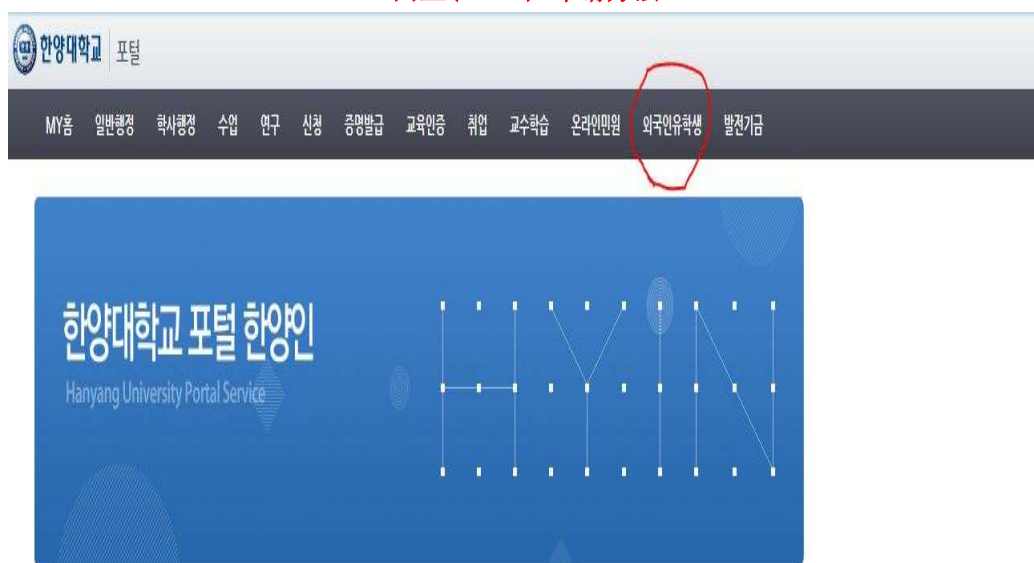 한양대학교 포털
MY홈 일반행정 학사행정 수업 연구 신청 증명발급 교육인증 취업 교수학습 온라인민원 외국인유학생 발전기금
한양대학교 포털 한양인
Hanyang University Portal Service